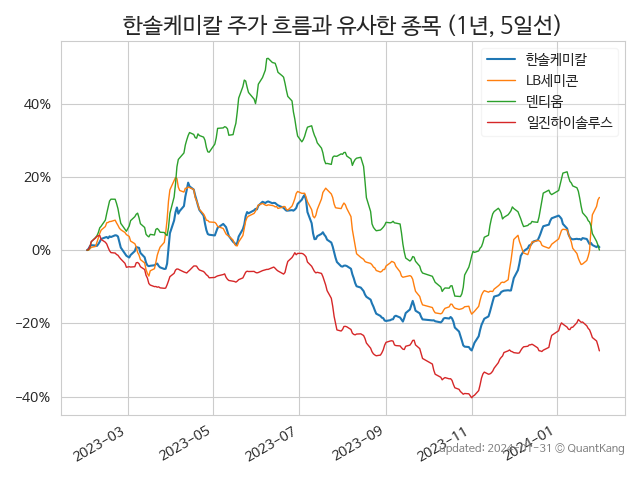 한솔케미칼 주가 흐름과 유사한 종목 (1년, 5일선)
한솔케미칼
LB세미콘
덴티움
일진하이솔루스
40%
20%
0%
−20%
−40%
2023-03
2023-05
2023-07
2023-09
2023-11
2024-01
updated: 2024-01-31 © QuantKang